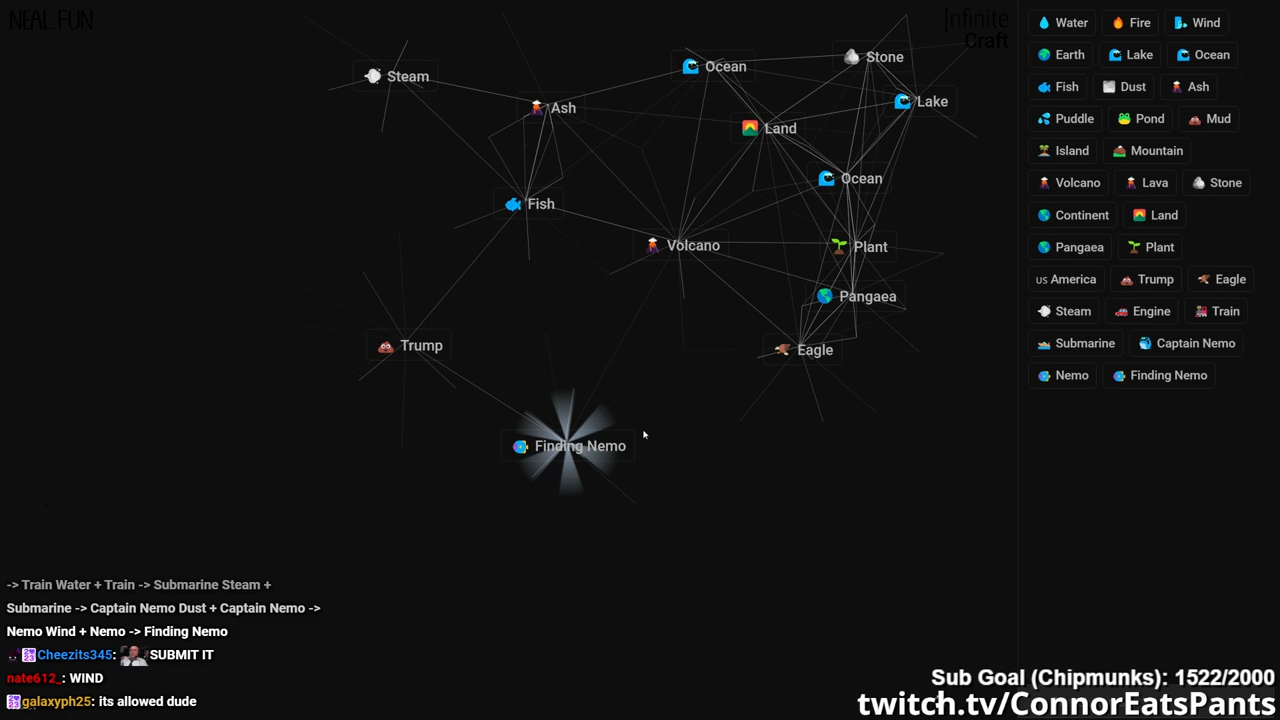 NEAL.FUN
Infinite
Craft
Steam
Ash
Ocean
Stone
Lake
Land
Ocean
Fish
Volcano
Plant
Pangaea
Trump
Eagle
Finding Nemo
Water Fire Wind
Earth Lake Ocean
Fish Dust Ash
Puddle Pond Mud
Island Mountain
Volcano Lava Stone
Continent Land
Pangaea Plant
US America Trump Eagle
Steam Engine Train
Submarine Captain Nemo
Nemo Finding Nemo
-> Train Water + Train -> Submarine Steam +
Submarine -> Captain Nemo Dust + Captain Nemo ->
Nemo Wind + Nemo -> Finding Nemo
Cheezits345: SUBMIT IT
nate612_: WIND
galaxyph25: its allowed dude
Sub Goal (Chipmunks): 1522/2000
twitch.tv/ConnorEatsPants